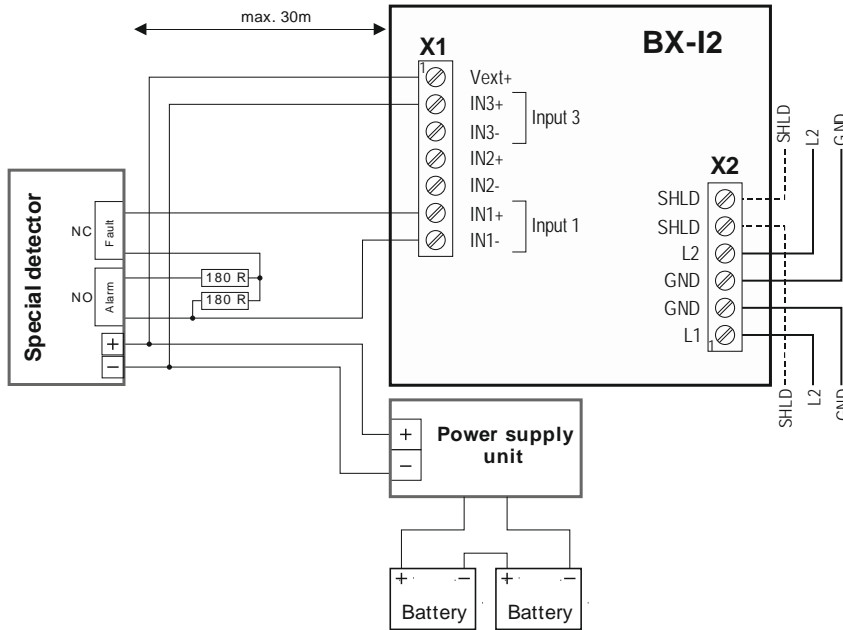 max. 30m
BX-I2
X1
1
Vext+
IN3+
IN3-
Input 3
IN2+
IN2-
IN1+
IN1-
Input 1
X2
SHLD
SHLD
L2
GND
GND
L1
1
SHLD
L2
GND
SHLD
L2
GND
Special detector
NC
Fault
NO
Alarm
180 R
180 R
+
−
+
−
Power supply
unit
+ −
Battery
+ −
Battery